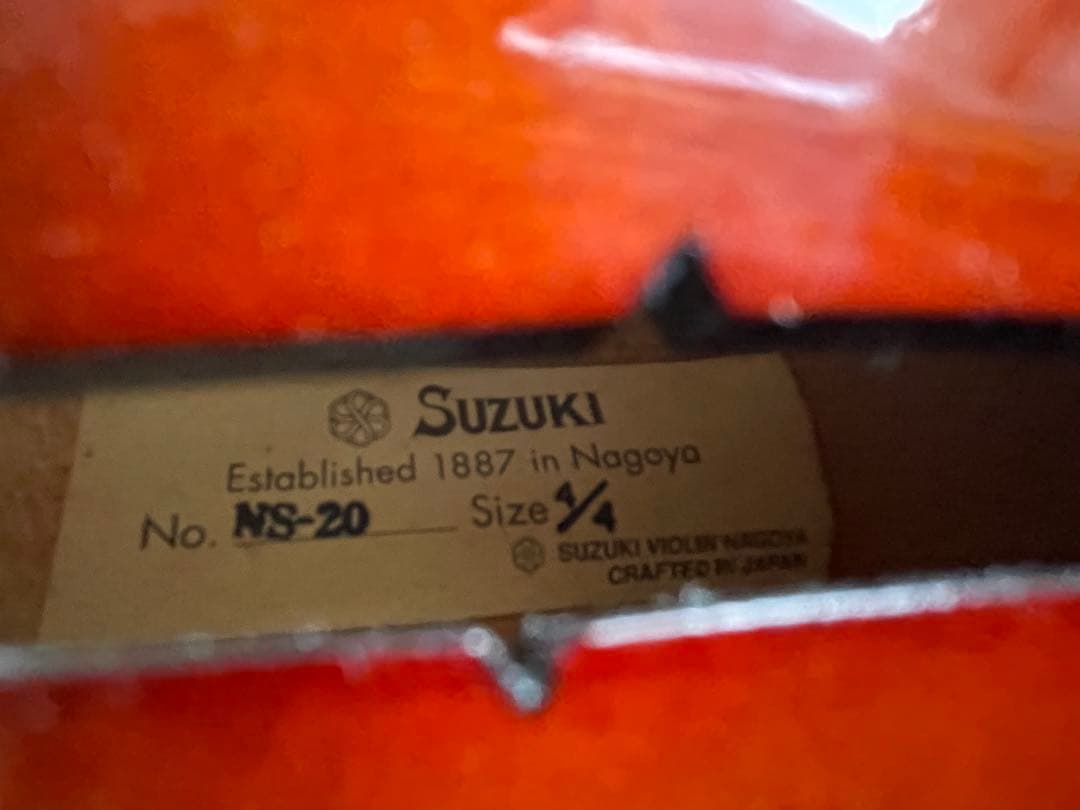 SUZUKI
Established 1887 in Nagoya
No. NS-20 Size 4/4
SUZUKI VIOLIN NAGOYA
CRAFTED IN JAPAN